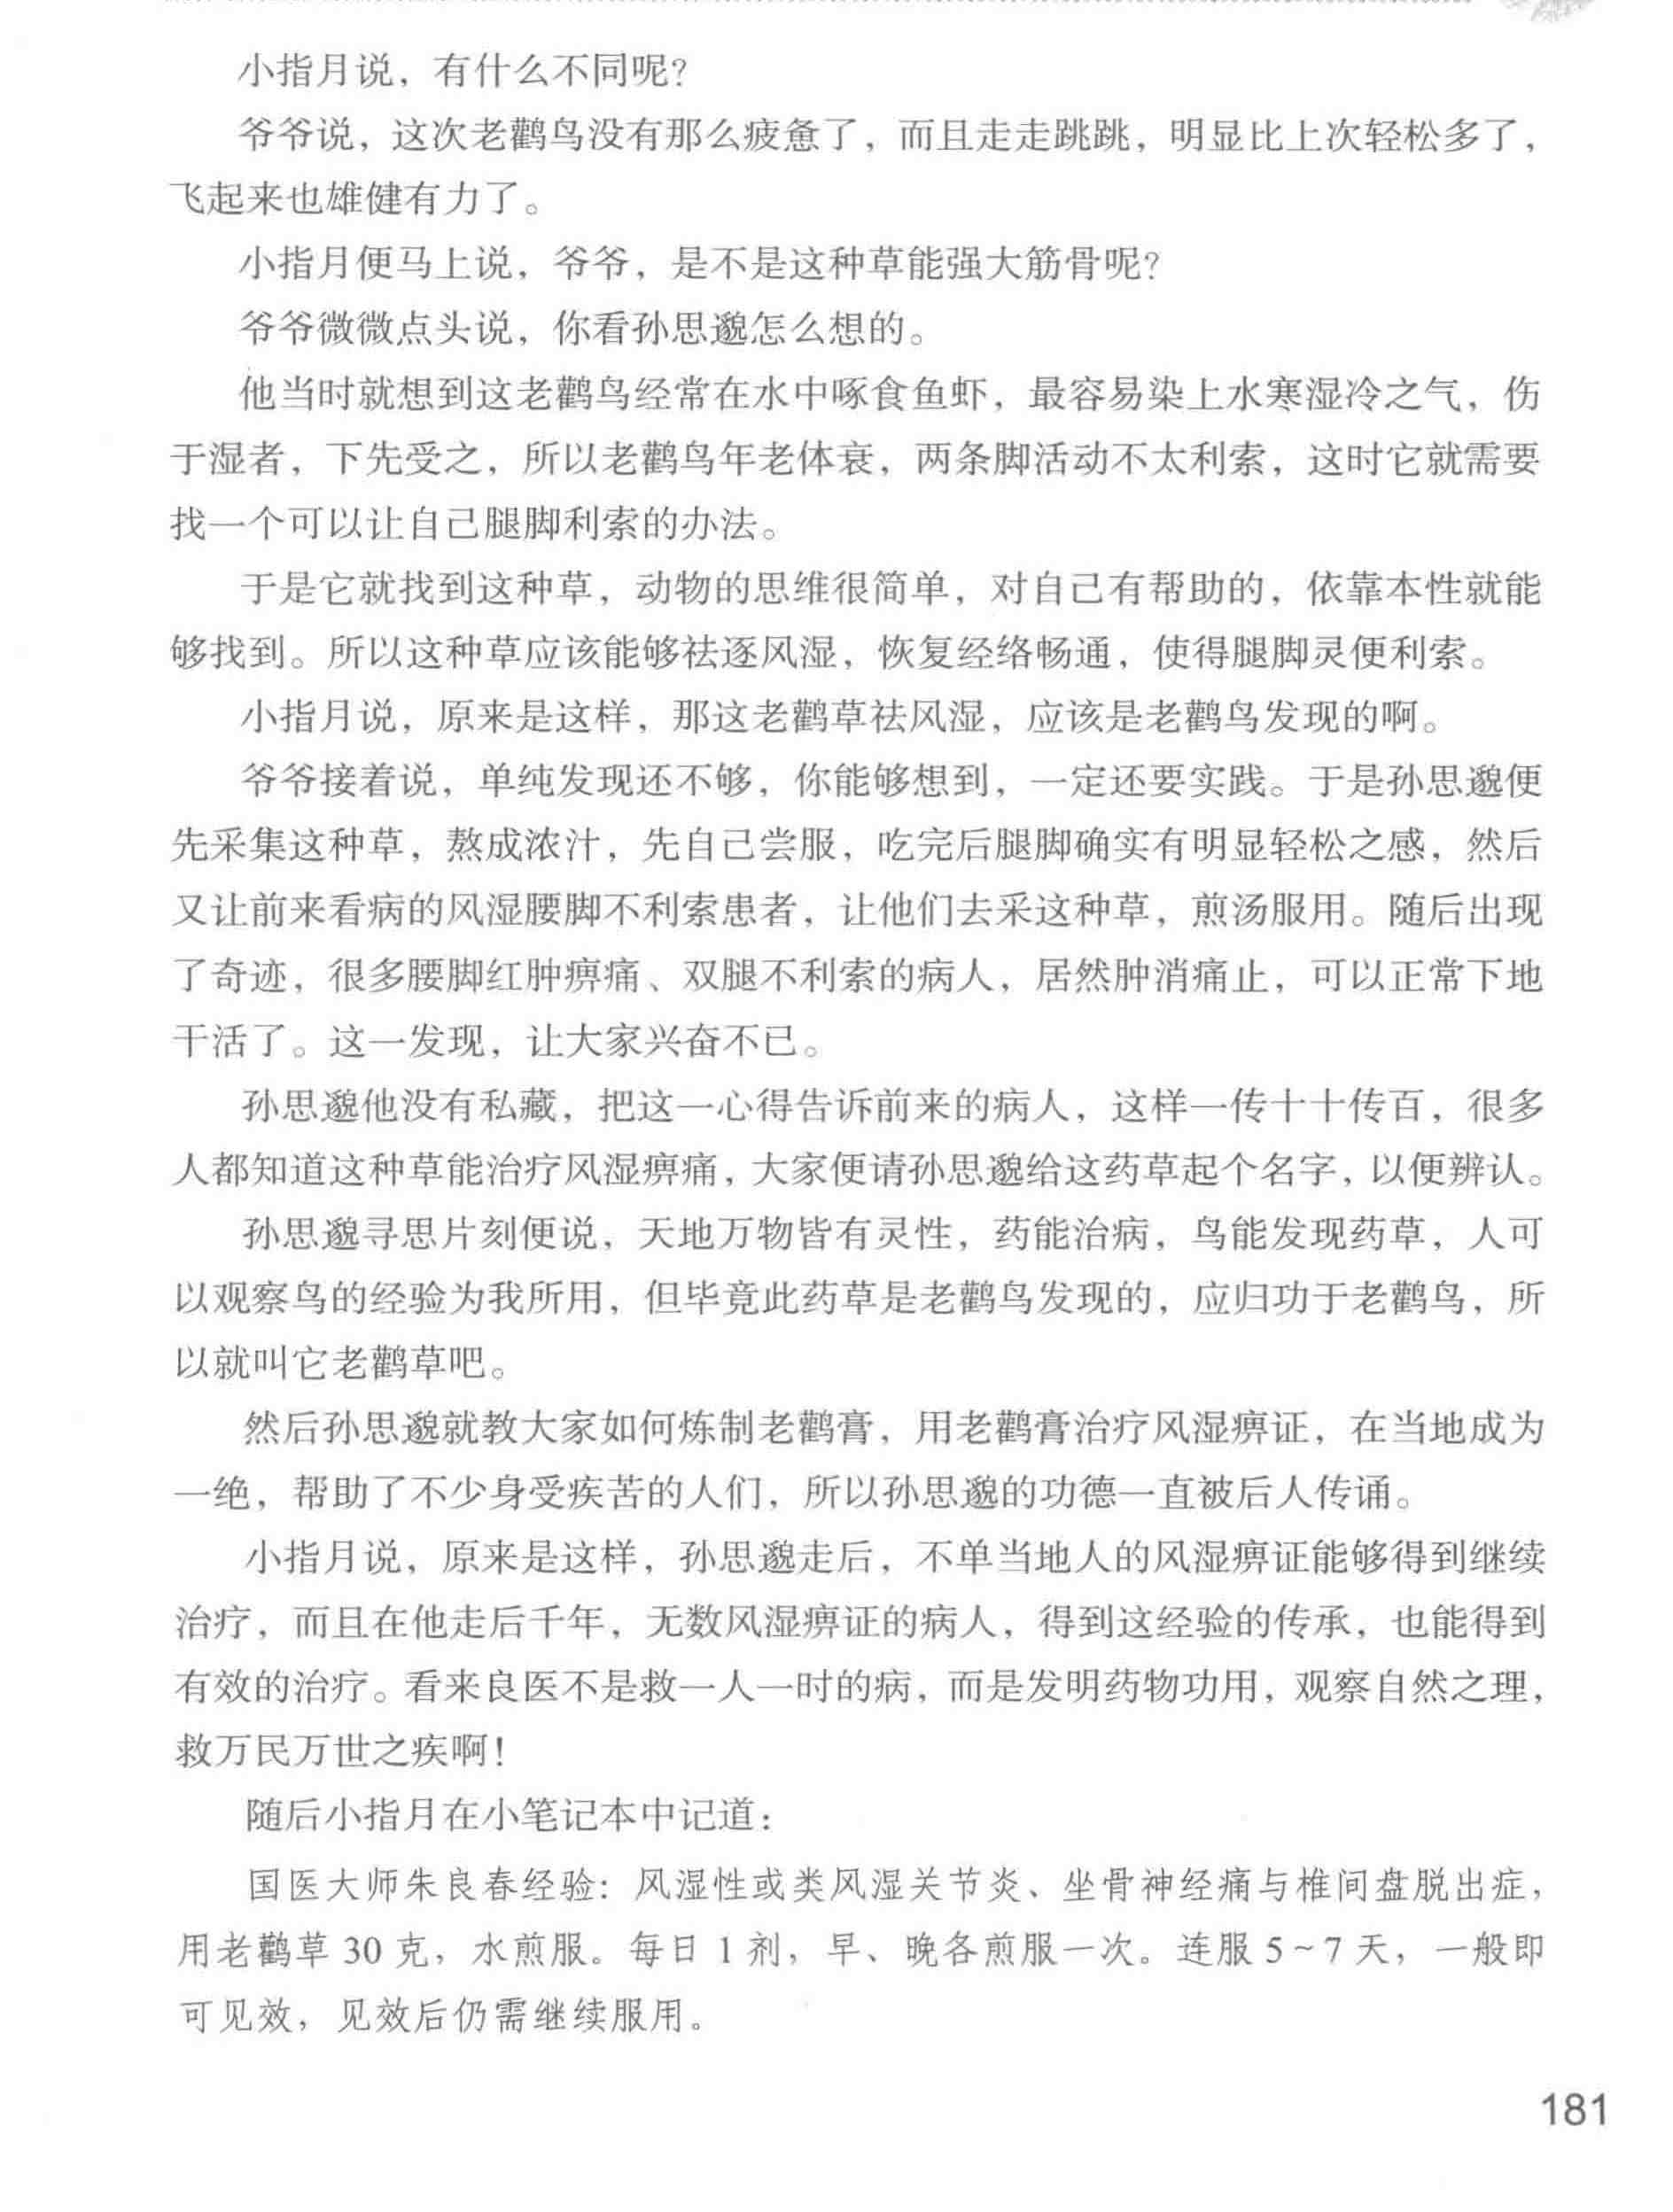 小指月说，有什么不同呢？
爷爷说，这次老鹳鸟没有那么疲惫了，而且走走跳跳，明显比上次轻松多了，
飞起来也雄健有力了。
小指月便马上说，爷爷，是不是这种草能强大筋骨呢？
爷爷微微点头说，你看孙思邈怎么想的。
他当时就想到这老鹳鸟经常在水中啄食鱼虾，最容易染上水寒湿冷之气，伤
于湿者，下先受之，所以老鹳鸟年老体衰，两条脚活动不太利索，这时它就需要
找一个可以让自己腿脚利索的办法。
于是它就找到这种草，动物的思维很简单，对自己有帮助的，依靠本性就能
够找到。所以这种草应该能够祛逐风湿，恢复经络畅通，使得腿脚灵便利索。
小指月说，原来是这样，那这老鹳草祛风湿，应该是老鹳鸟发现的啊。
爷爷接着说，单纯发现还不够，你能够想到，一定还要实践。于是孙思邈便
先采集这种草，熬成浓汁，先自己尝服，吃完后腿脚确实有明显轻松之感，然后
又让前来看病的风湿腰脚不利索患者，让他们去采这种草，煎汤服用。随后出现
了奇迹，很多腰脚红肿痹痛、双腿不利索的病人，居然肿消痛止，可以正常下地
干活了。这一发现，让大家兴奋不已。
孙思邈他没有私藏，把这一心得告诉前来的病人，这样一传十十传百，很多
人都知道这种草能治疗风湿痹痛，大家便请孙思邈给这药草起个名字，以便辨认。
孙思邈寻思片刻便说，天地万物皆有灵性，药能治病，鸟能发现药草，人可
以观察鸟的经验为我所用，但毕竟此药草是老鹳鸟发现的，应归功于老鹳鸟，所
以就叫它老鹳草吧。
然后孙思邈就教大家如何炼制老鹳膏，用老鹳膏治疗风湿痹证，在当地成为
一绝，帮助了不少身受疾苦的人们，所以孙思邈的功德一直被后人传诵。
小指月说，原来是这样，孙思邈走后，不单当地人的风湿痹证能够得到继续
治疗，而且在他走后千年，无数风湿痹证的病人，得到这经验的传承，也能得到
有效的治疗。看来良医不是救一人一时的病，而是发明药物功用，观察自然之理，
救万民万世之疾啊！
随后小指月在小笔记本中记道：
国医大师朱良春经验：风湿性或类风湿关节炎、坐骨神经痛与椎间盘脱出症，
用老鹳草 30 克，水煎服。每日 1 剂，早、晚各煎服一次。连服 5～7 天，一般即
可见效，见效后仍需继续服用。
181